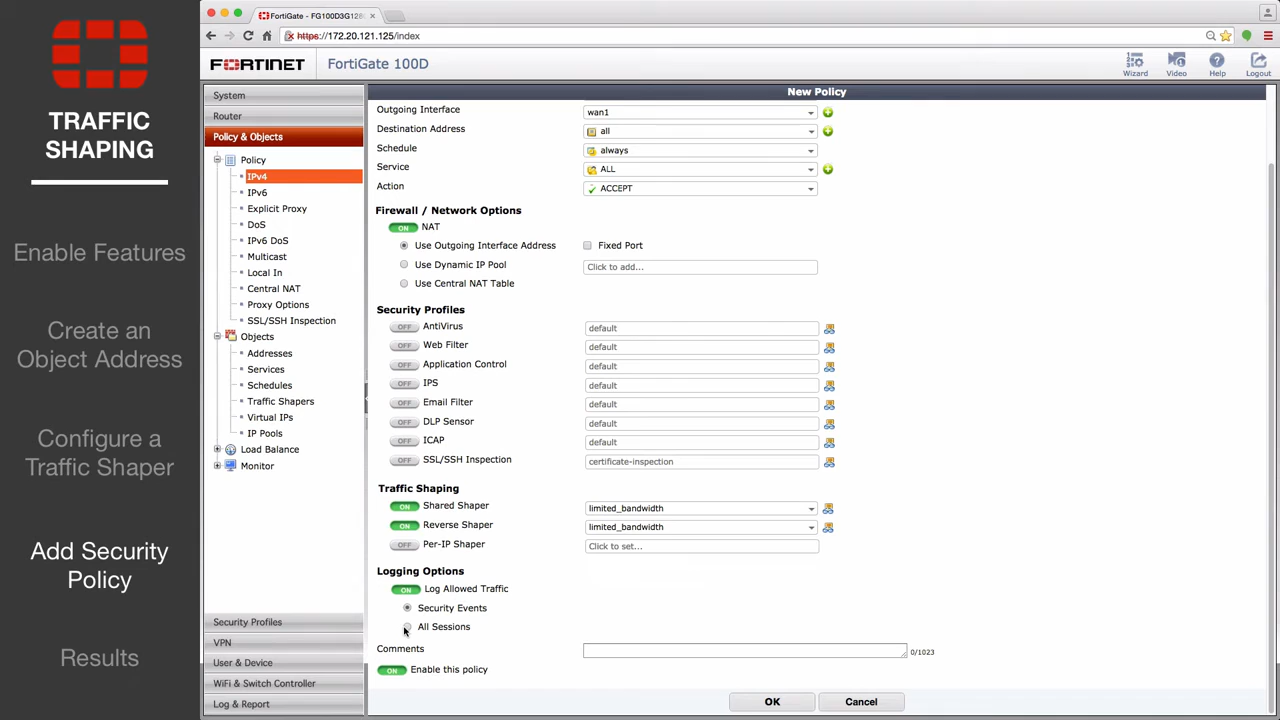 TRAFFIC
SHAPING
Enable Features
Create an
Object Address
Configure a
Traffic Shaper
Add Security
Policy
Results
FortiGate - FG100D3G128
https://172.20.121.125/index
FORTINET
FortiGate 100D
Wizard
Video
Help
Logout
System
Router
Policy & Objects
Policy
IPv4
IPv6
Explicit Proxy
DoS
IPv6 DoS
Multicast
Local In
Central NAT
Proxy Options
SSL/SSH Inspection
Objects
Addresses
Services
Schedules
Traffic Shapers
Virtual IPs
IP Pools
Load Balance
Monitor
Security Profiles
VPN
User & Device
WiFi & Switch Controller
Log & Report
New Policy
Outgoing Interface wan1
Destination Address all
Schedule always
Service ALL
Action ACCEPT
Firewall / Network Options
ON NAT
Use Outgoing Interface Address Fixed Port
Use Dynamic IP Pool Click to add...
Use Central NAT Table
Security Profiles
OFF AntiVirus default
OFF Web Filter default
OFF Application Control default
OFF IPS default
OFF Email Filter default
OFF DLP Sensor default
OFF ICAP default
OFF SSL/SSH Inspection certificate-inspection
Traffic Shaping
ON Shared Shaper limited_bandwidth
ON Reverse Shaper limited_bandwidth
OFF Per-IP Shaper Click to set...
Logging Options
ON Log Allowed Traffic
Security Events
All Sessions
Comments 0/1023
ON Enable this policy
OK Cancel